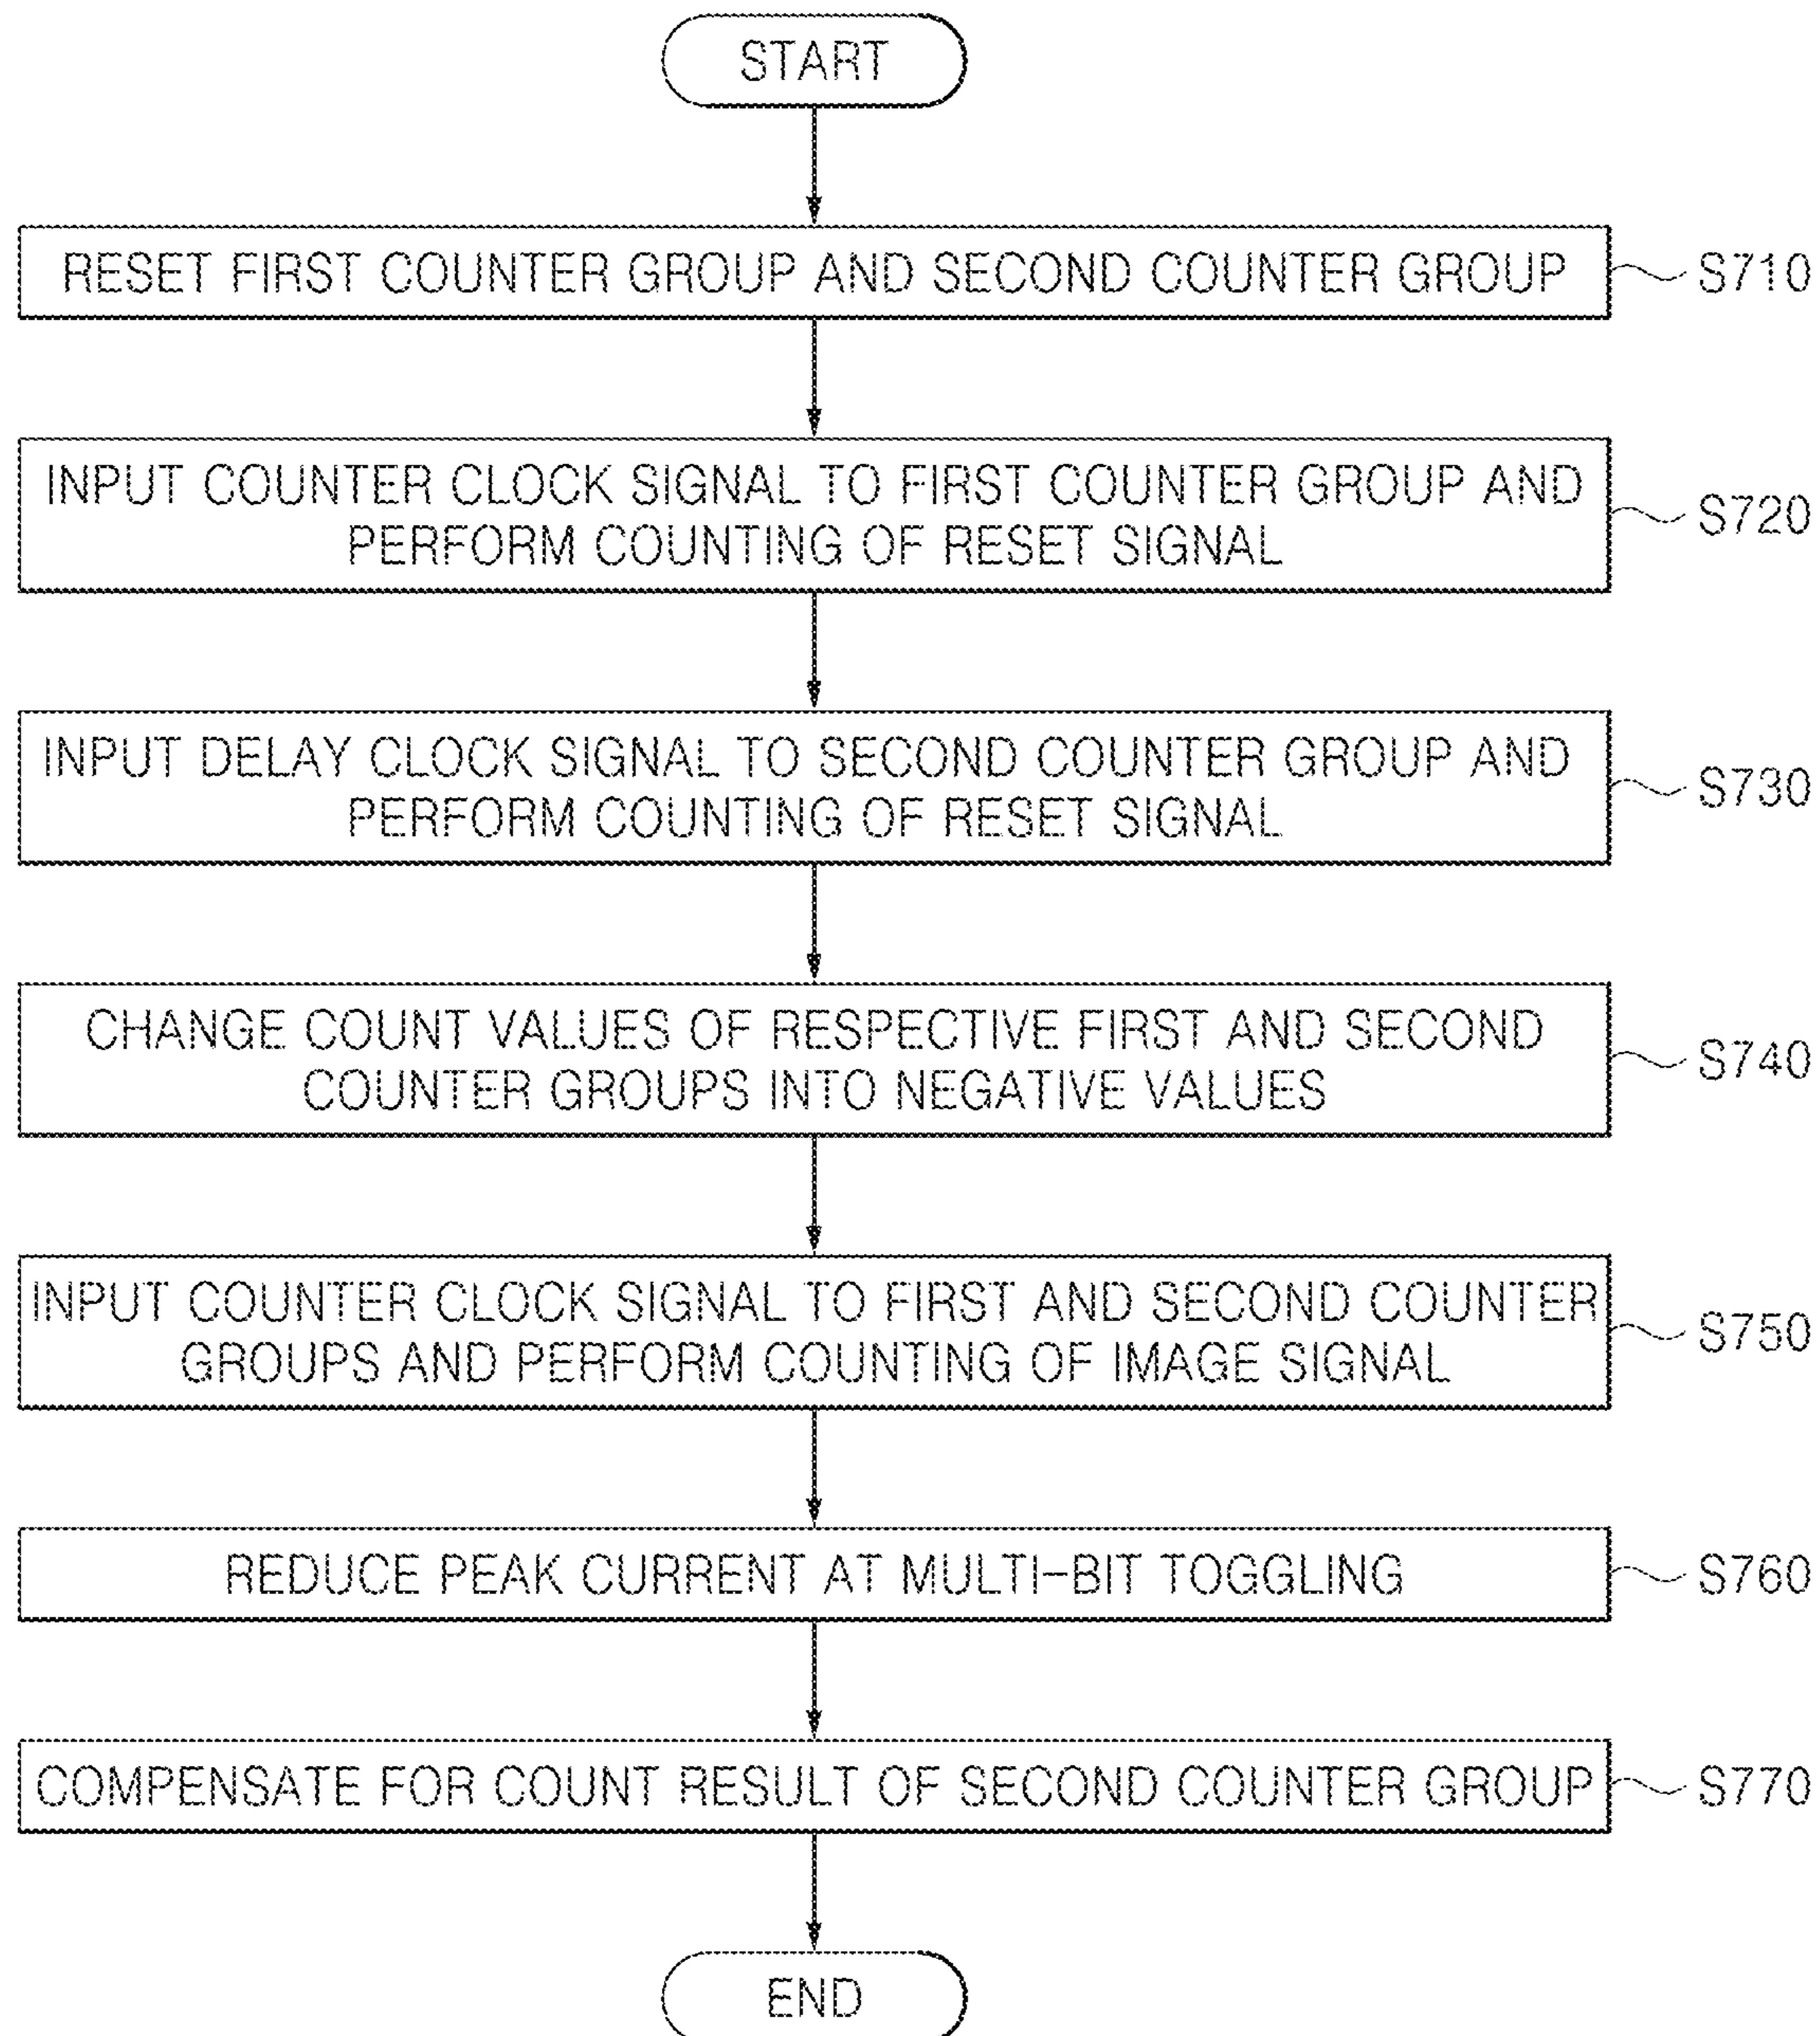 START
RESET FIRST COUNTER GROUP AND SECOND COUNTER GROUP
S710
INPUT COUNTER CLOCK SIGNAL TO FIRST COUNTER GROUP AND
PERFORM COUNTING OF RESET SIGNAL
S720
INPUT DELAY CLOCK SIGNAL TO SECOND COUNTER GROUP AND
PERFORM COUNTING OF RESET SIGNAL
S730
CHANGE COUNT VALUES OF RESPECTIVE FIRST AND SECOND
COUNTER GROUPS INTO NEGATIVE VALUES
S740
INPUT COUNTER CLOCK SIGNAL TO FIRST AND SECOND COUNTER
GROUPS AND PERFORM COUNTING OF IMAGE SIGNAL
S750
REDUCE PEAK CURRENT AT MULTI-BIT TOGGLING
S760
COMPENSATE FOR COUNT RESULT OF SECOND COUNTER GROUP
S770
END